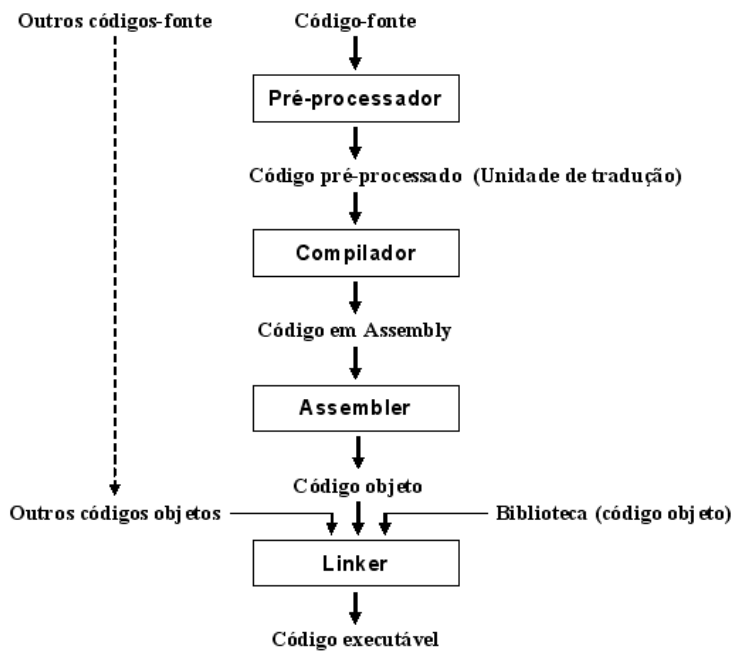 Outros códigos-fonte
Código-fonte
Pré-processador
Código pré-processado (Unidade de tradução)
Compilador
Código em Assembly
Assembler
Código objeto
Outros códigos objetos
Biblioteca (código objeto)
Linker
Código executável